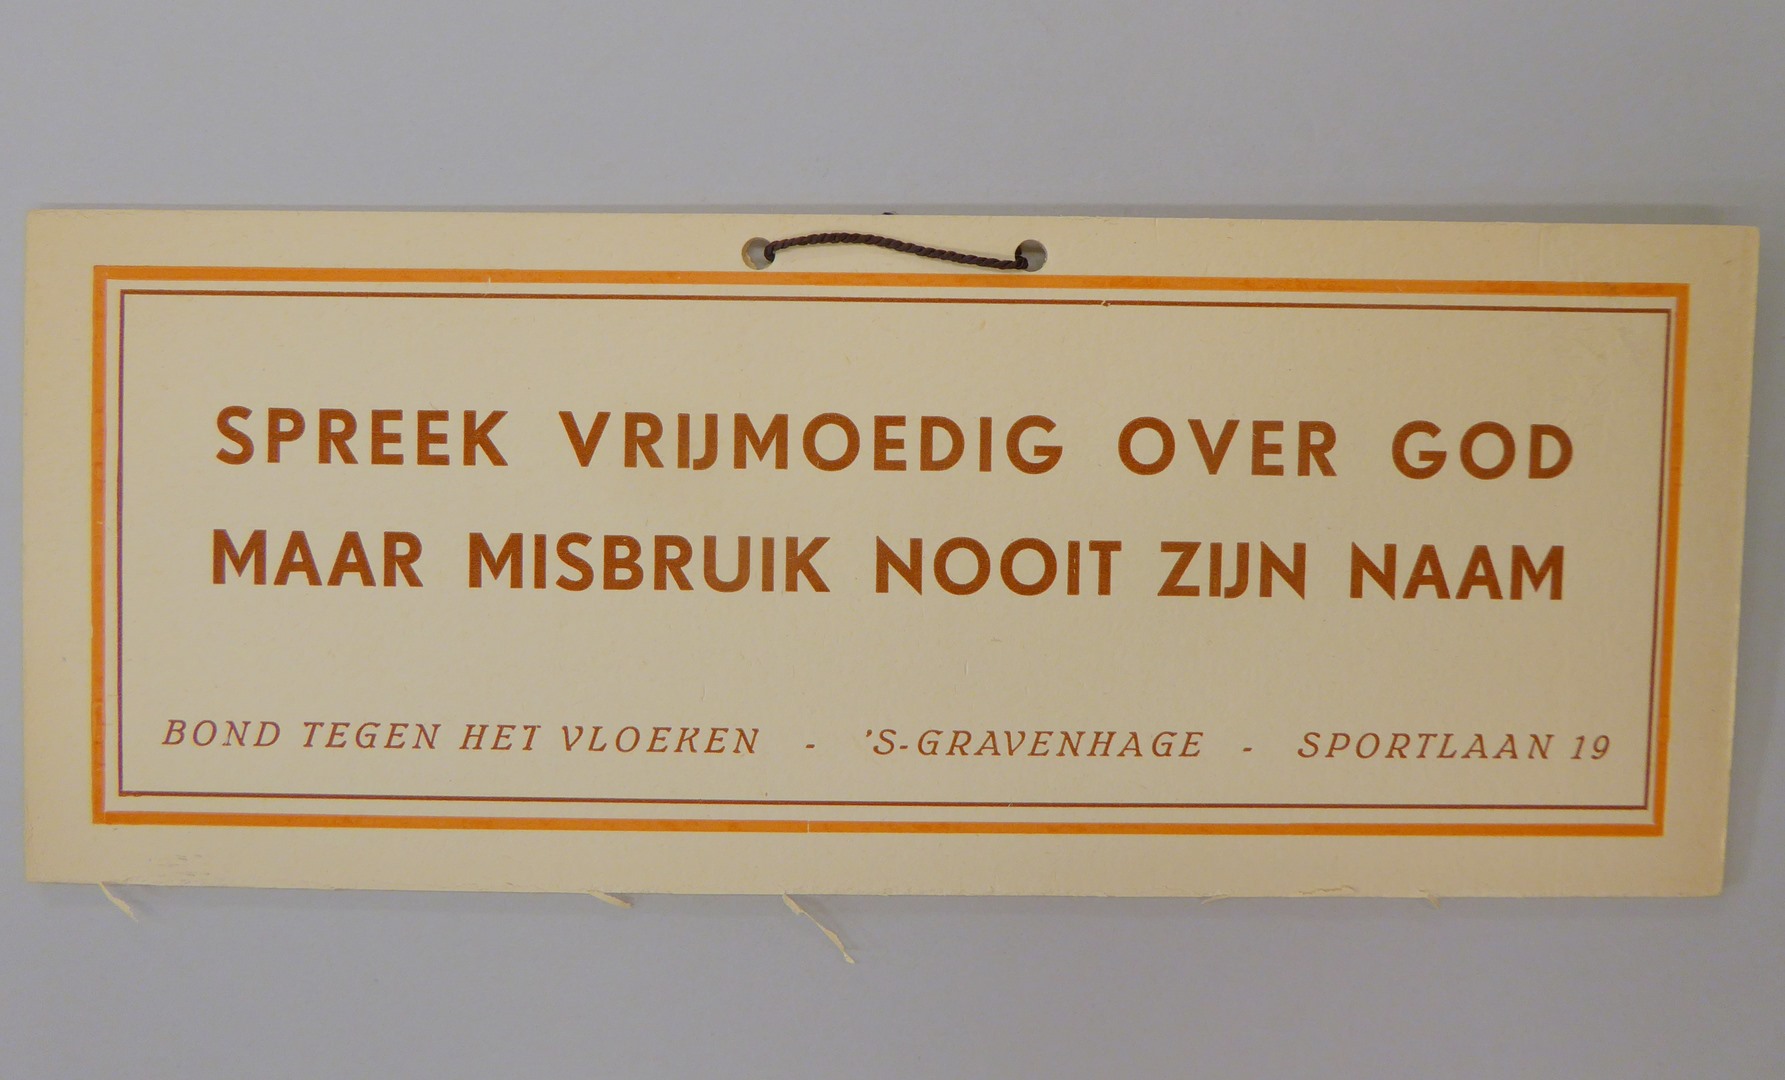 SPREEK VRIJMOEDIG OVER GOD
MAAR MISBRUIK NOOIT ZIJN NAAM
BOND TEGEN HET VLOEKEN - 'S-GRAVENHAGE - SPORTLAAN 19